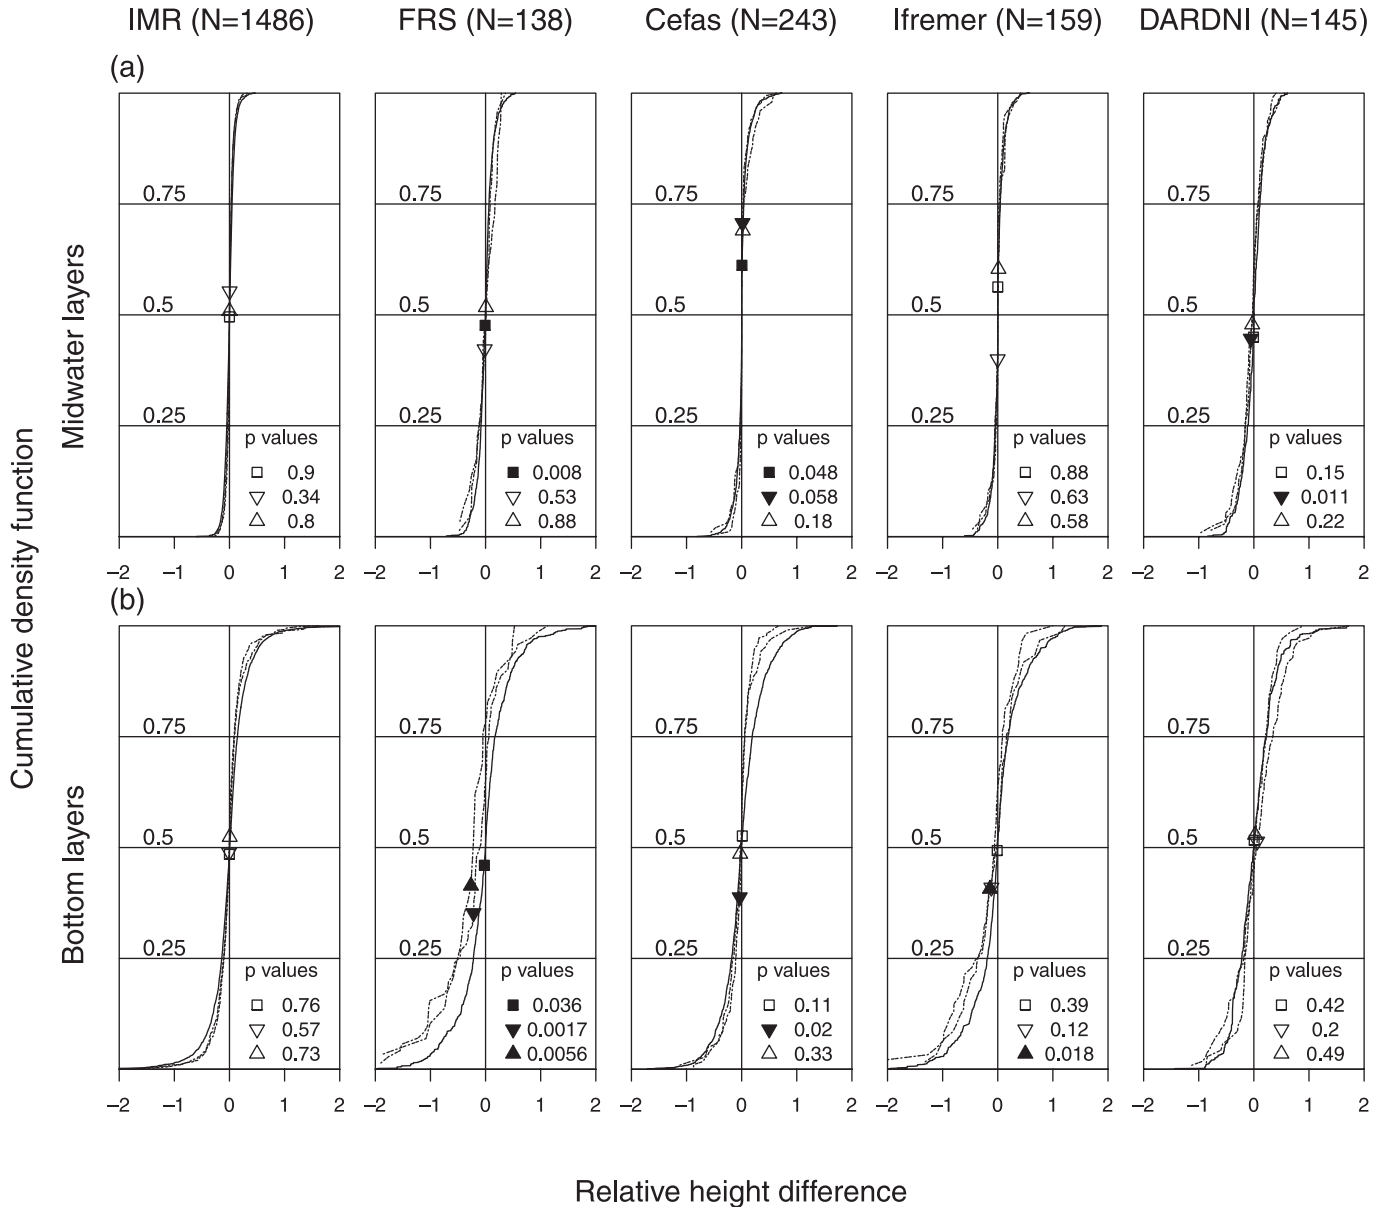 IMR (N=1486) FRS (N=138) Cefas (N=243) Ifremer (N=159) DARDNI (N=145)
(a)
Cumulative density function
Midwater layers
0.75
0.5
0.25
p values
0.9
0.34
0.8
−2 −1 0 1 2
0.75
0.5
0.25
p values
0.008
0.53
0.88
−2 −1 0 1 2
0.75
0.5
0.25
p values
0.048
0.058
0.18
−2 −1 0 1 2
0.75
0.5
0.25
p values
0.88
0.63
0.58
−2 −1 0 1 2
0.75
0.5
0.25
p values
0.15
0.011
0.22
−2 −1 0 1 2
(b)
Bottom layers
0.75
0.5
0.25
p values
0.76
0.57
0.73
−2 −1 0 1 2
0.75
0.5
0.25
p values
0.036
0.0017
0.0056
−2 −1 0 1 2
0.75
0.5
0.25
p values
0.11
0.02
0.33
−2 −1 0 1 2
0.75
0.5
0.25
p values
0.39
0.12
0.018
−2 −1 0 1 2
0.75
0.5
0.25
p values
0.42
0.2
0.49
−2 −1 0 1 2
Relative height difference